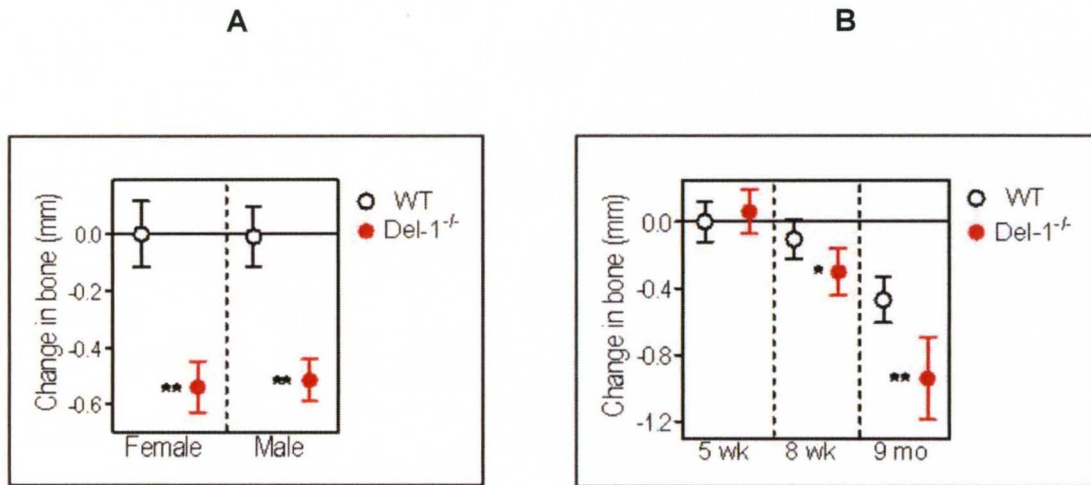 A
B
Change in bone (mm)
0.0
-0.2
-0.4
-0.6
**
**
Female
Male
WT
Del-1⁻/⁻
Change in bone (mm)
0.0
-0.4
-0.8
-1.2
*
**
5 wk
8 wk
9 mo
WT
Del-1⁻/⁻